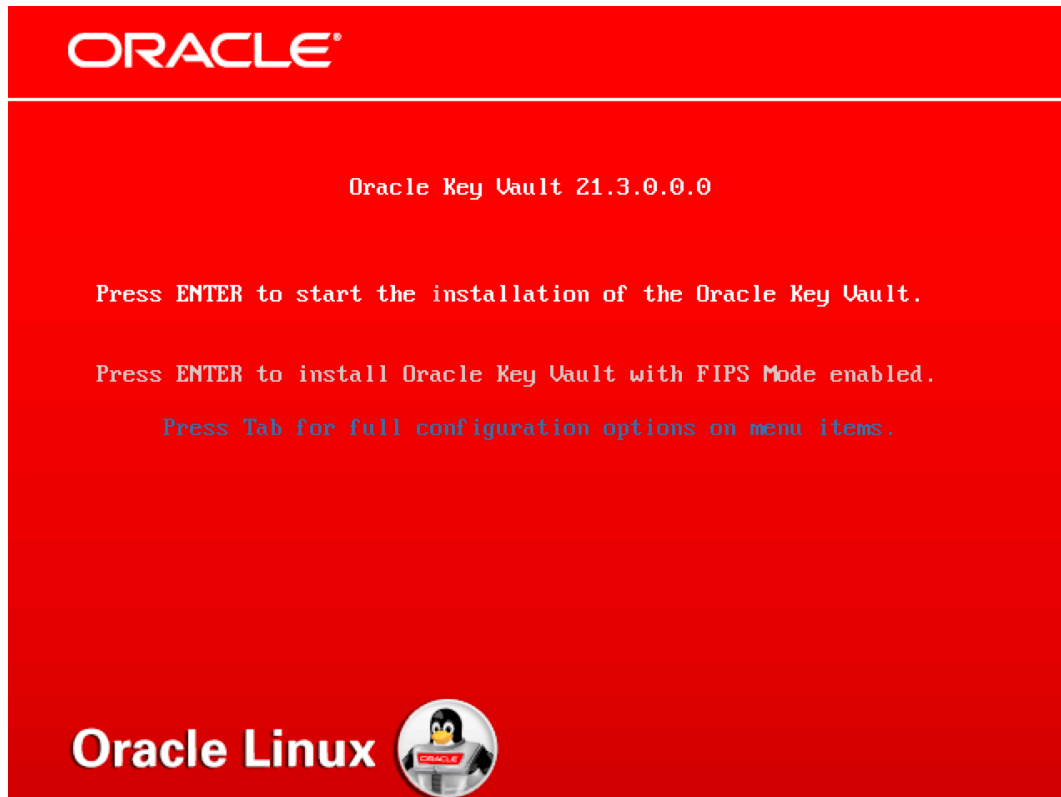 ORACLE®
Oracle Key Vault 21.3.0.0.0
Press ENTER to start the installation of the Oracle Key Vault.
Press ENTER to install Oracle Key Vault with FIPS Mode enabled.
Press Tab for full configuration options on menu items.
Oracle Linux
ORACLE